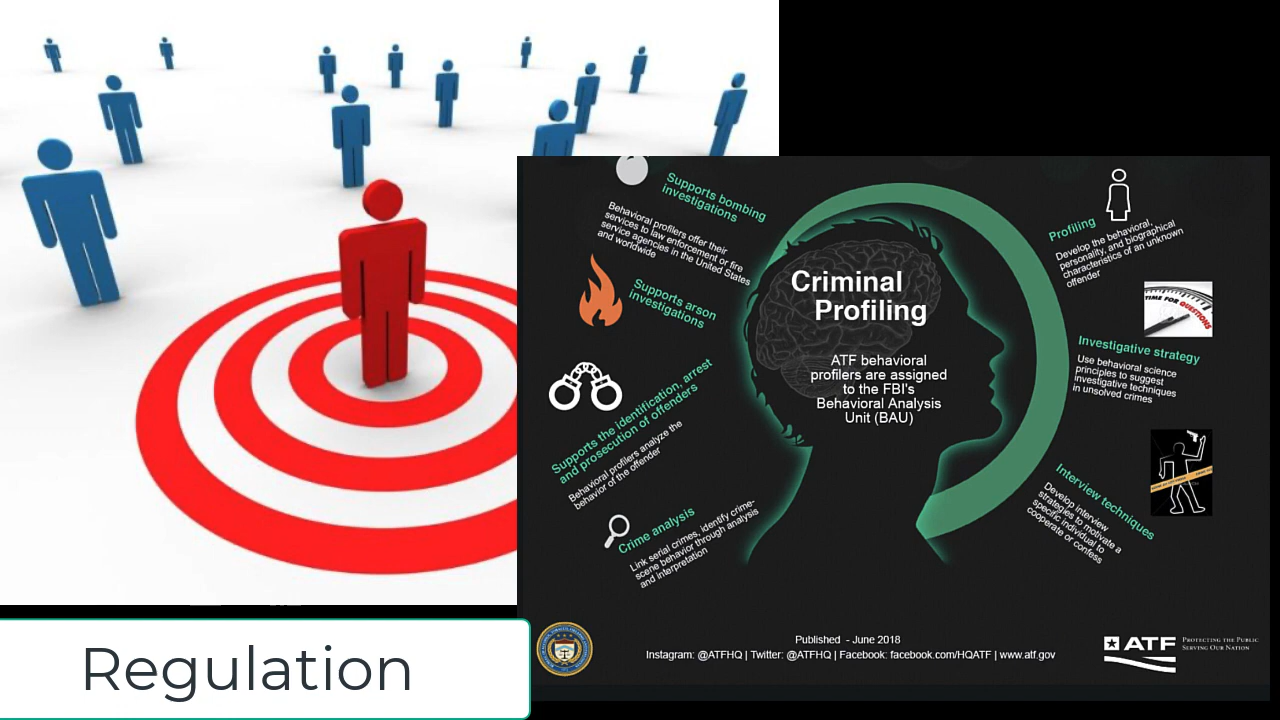 Supports bombing
investigations
Behavioral profilers offer their
services to law enforcement or fire
service agencies in the United States
and worldwide
Supports arson
investigations
Supports the identification, arrest
and prosecution of offenders
Behavioral profilers analyze the
behavior of the offender
Crime analysis
Link serial crimes, identify crime-
scene behavior through analysis
and interpretation
Criminal
Profiling
ATF behavioral
profilers are assigned
to the FBI's
Behavioral Analysis
Unit (BAU)
Profiling
Develop the behavioral,
personality, and biographical
characteristics of an unknown
offender
TIME FOR QUESTIONS
Investigative strategy
Use behavioral science
principles to suggest
investigative techniques
in unsolved crimes
Interview techniques
Develop interview
strategies to motivate a
specific individual to
cooperate or confess
Published - June 2018
Instagram: @ATFHQ | Twitter: @ATFHQ | Facebook: facebook.com/HQATF | www.atf.gov
ATF
Protecting the Public
Serving Our Nation
Regulation